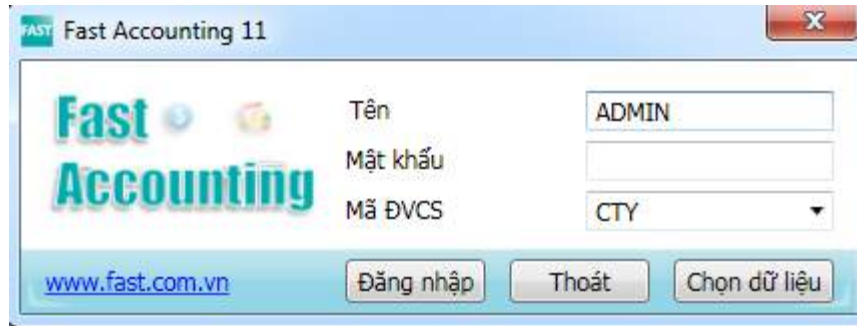 FAST Fast Accounting 11
Fast
Accounting
Tên ADMIN
Mật khẩu
Mã ĐVCS CTY
www.fast.com.vn Đăng nhập Thoát Chọn dữ liệu